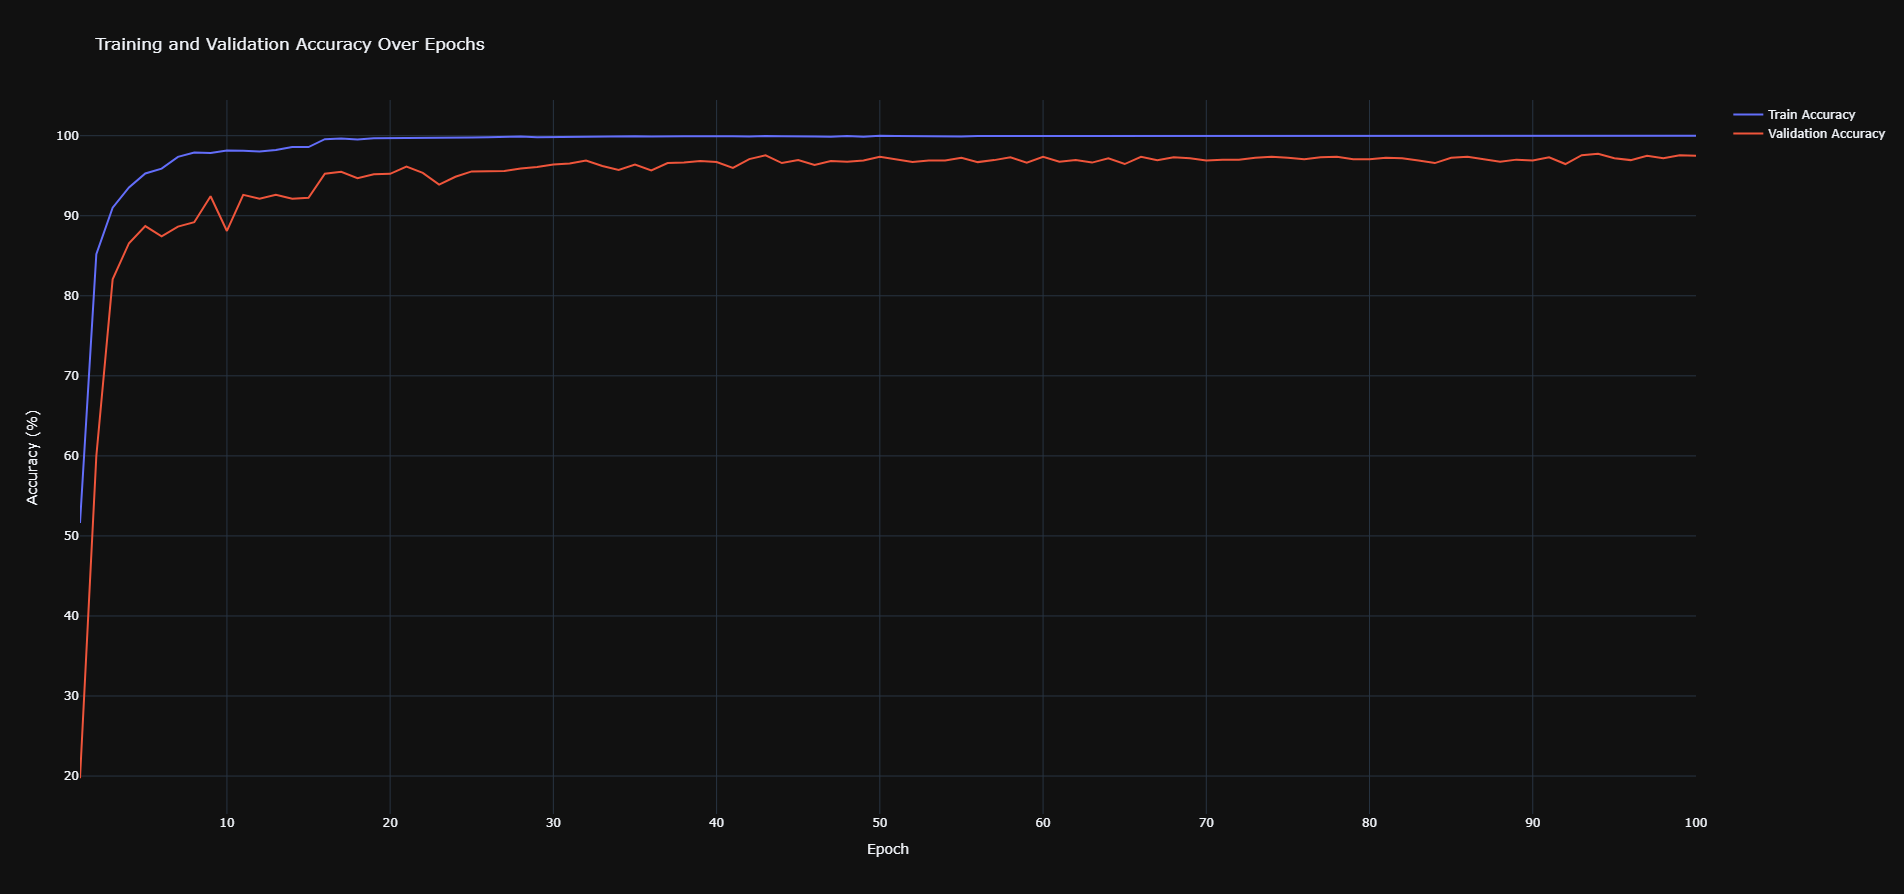 Training and Validation Accuracy Over Epochs
Train Accuracy
Validation Accuracy
100
90
80
70
60
50
40
30
20
Accuracy (%)
10 20 30 40 50 60 70 80 90 100
Epoch